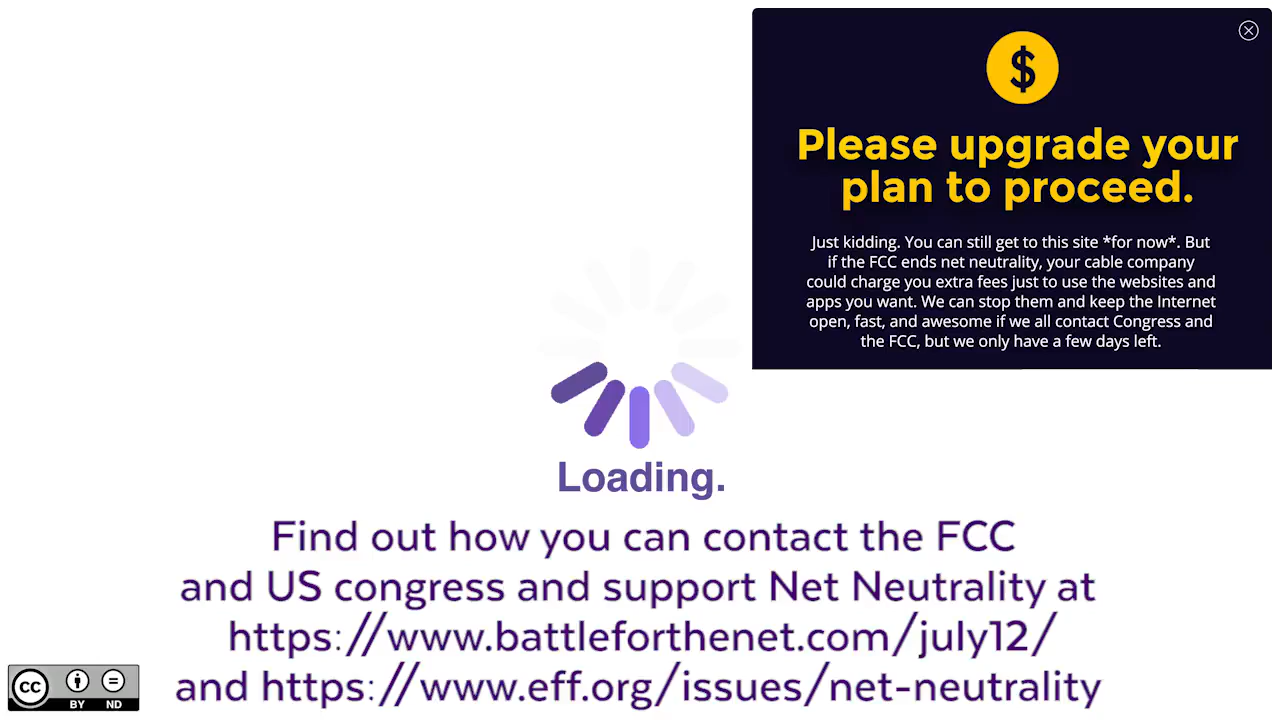 $
Please upgrade your
plan to proceed.
Just kidding. You can still get to this site *for now*. But
if the FCC ends net neutrality, your cable company
could charge you extra fees just to use the websites and
apps you want. We can stop them and keep the Internet
open, fast, and awesome if we all contact Congress and
the FCC, but we only have a few days left.
Loading.
Find out how you can contact the FCC
and US congress and support Net Neutrality at
https://www.battleforthenet.com/july12/
and https://www.eff.org/issues/net-neutrality
cc
BY ND